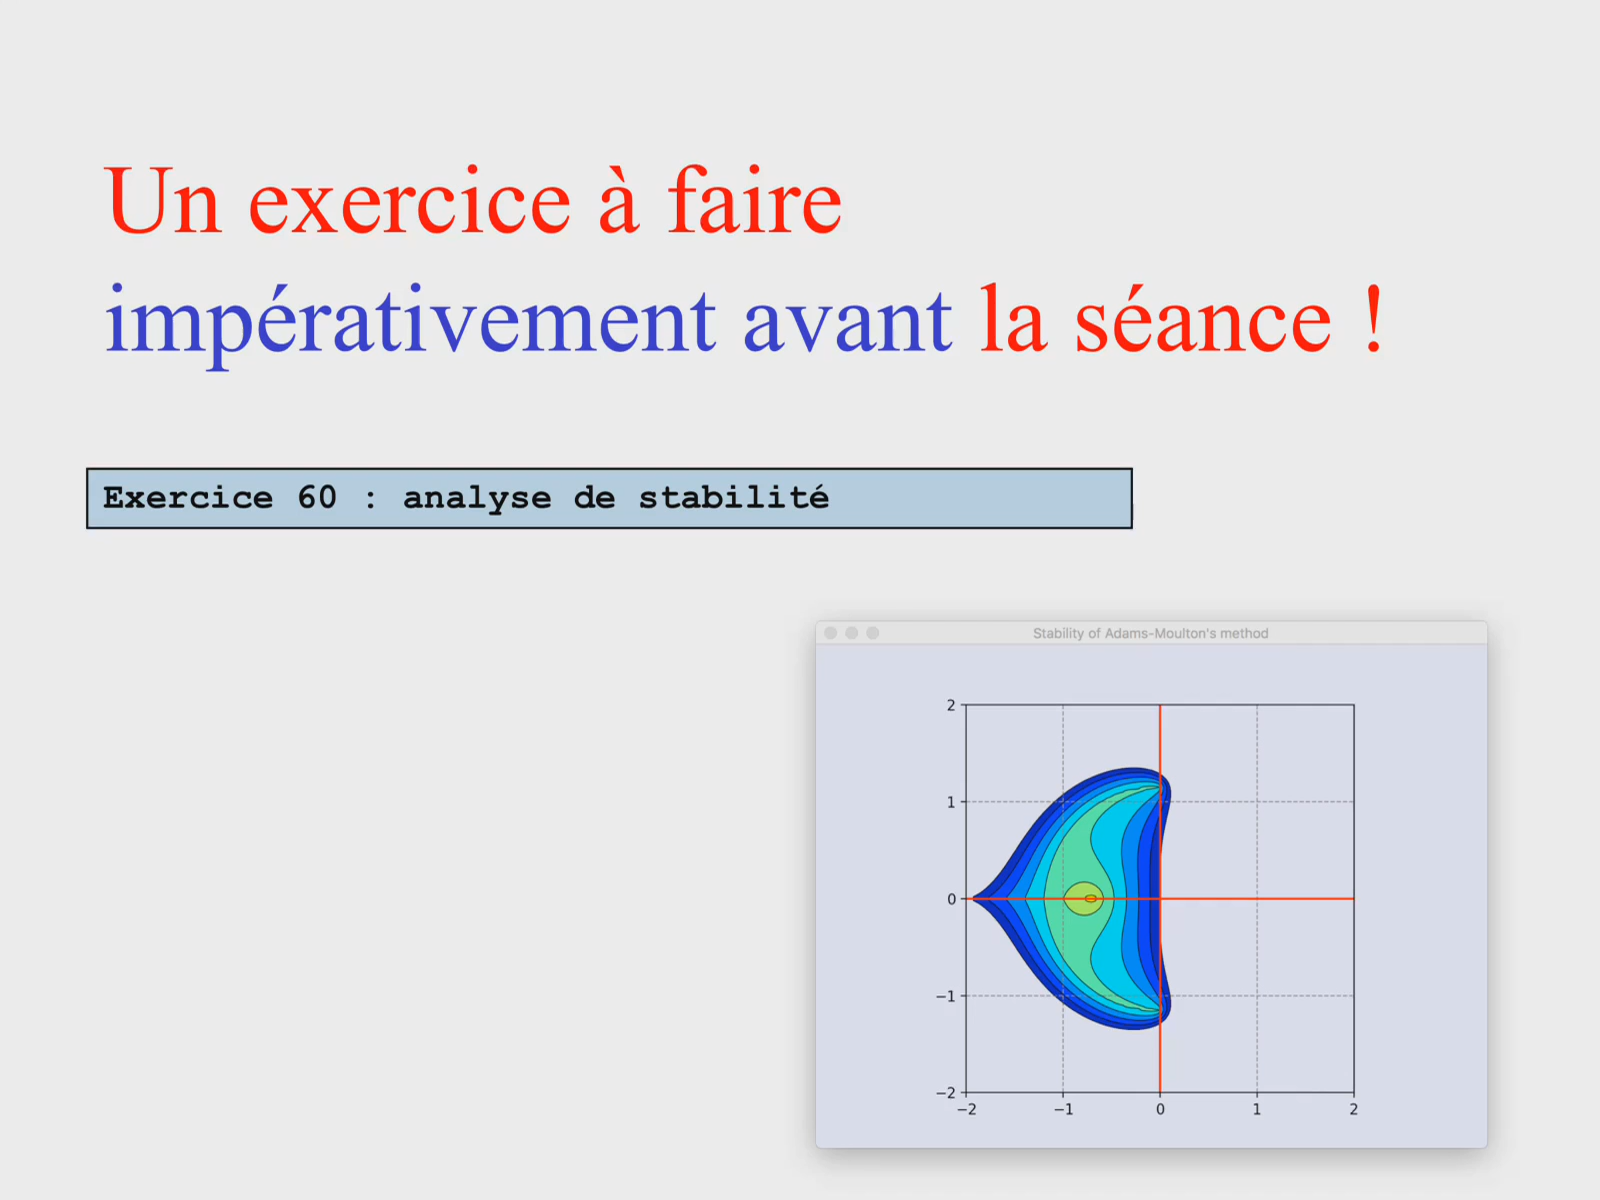 Un exercice à faire
impérativement avant la séance !
Exercice 60 : analyse de stabilité
Stability of Adams-Moulton's method
2
1
0
−1
−2
−2 −1 0 1 2